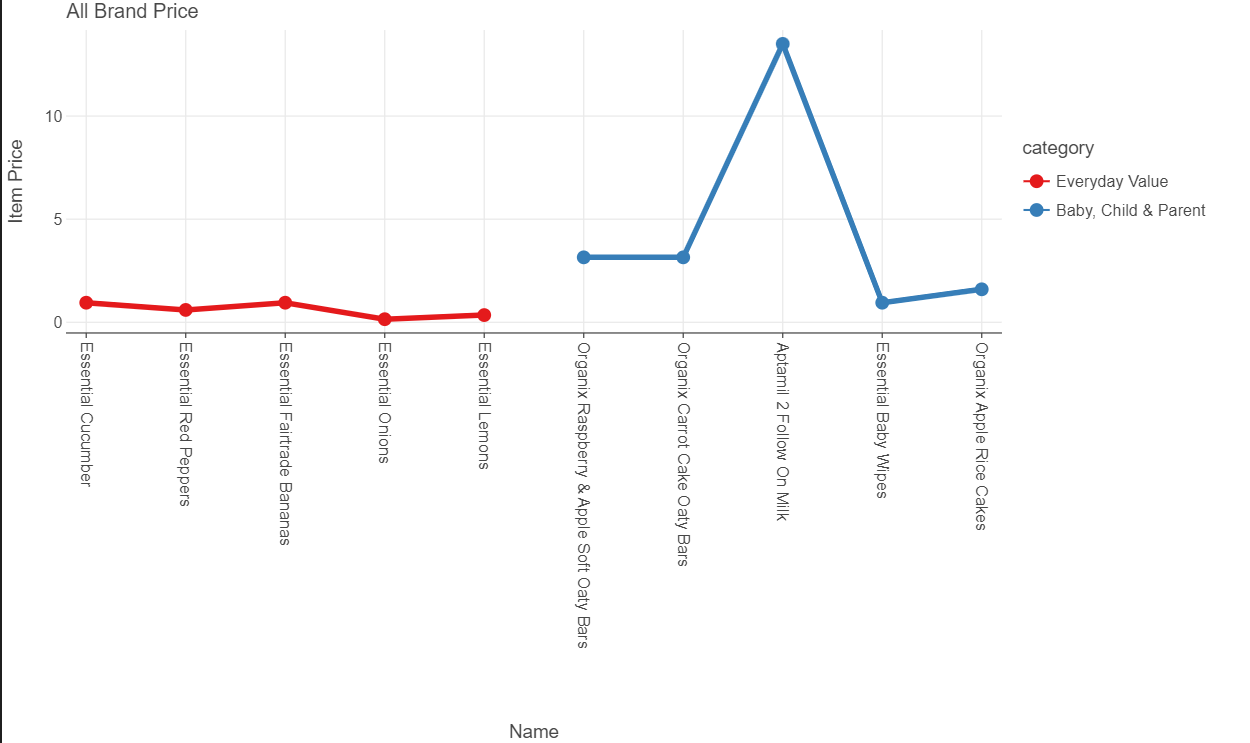 All Brand Price
Item Price
10
5
0
Essential Cucumber
Essential Red Peppers
Essential Fairtrade Bananas
Essential Onions
Essential Lemons
Organix Raspberry & Apple Soft Oaty Bars
Organix Carrot Cake Oaty Bars
Aptamil 2 Follow On Milk
Essential Baby Wipes
Organix Apple Rice Cakes
Name
category
Everyday Value
Baby, Child & Parent